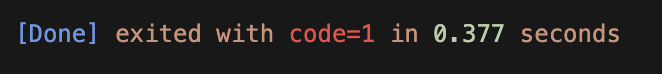 [Done] exited with code=1 in 0.377 seconds